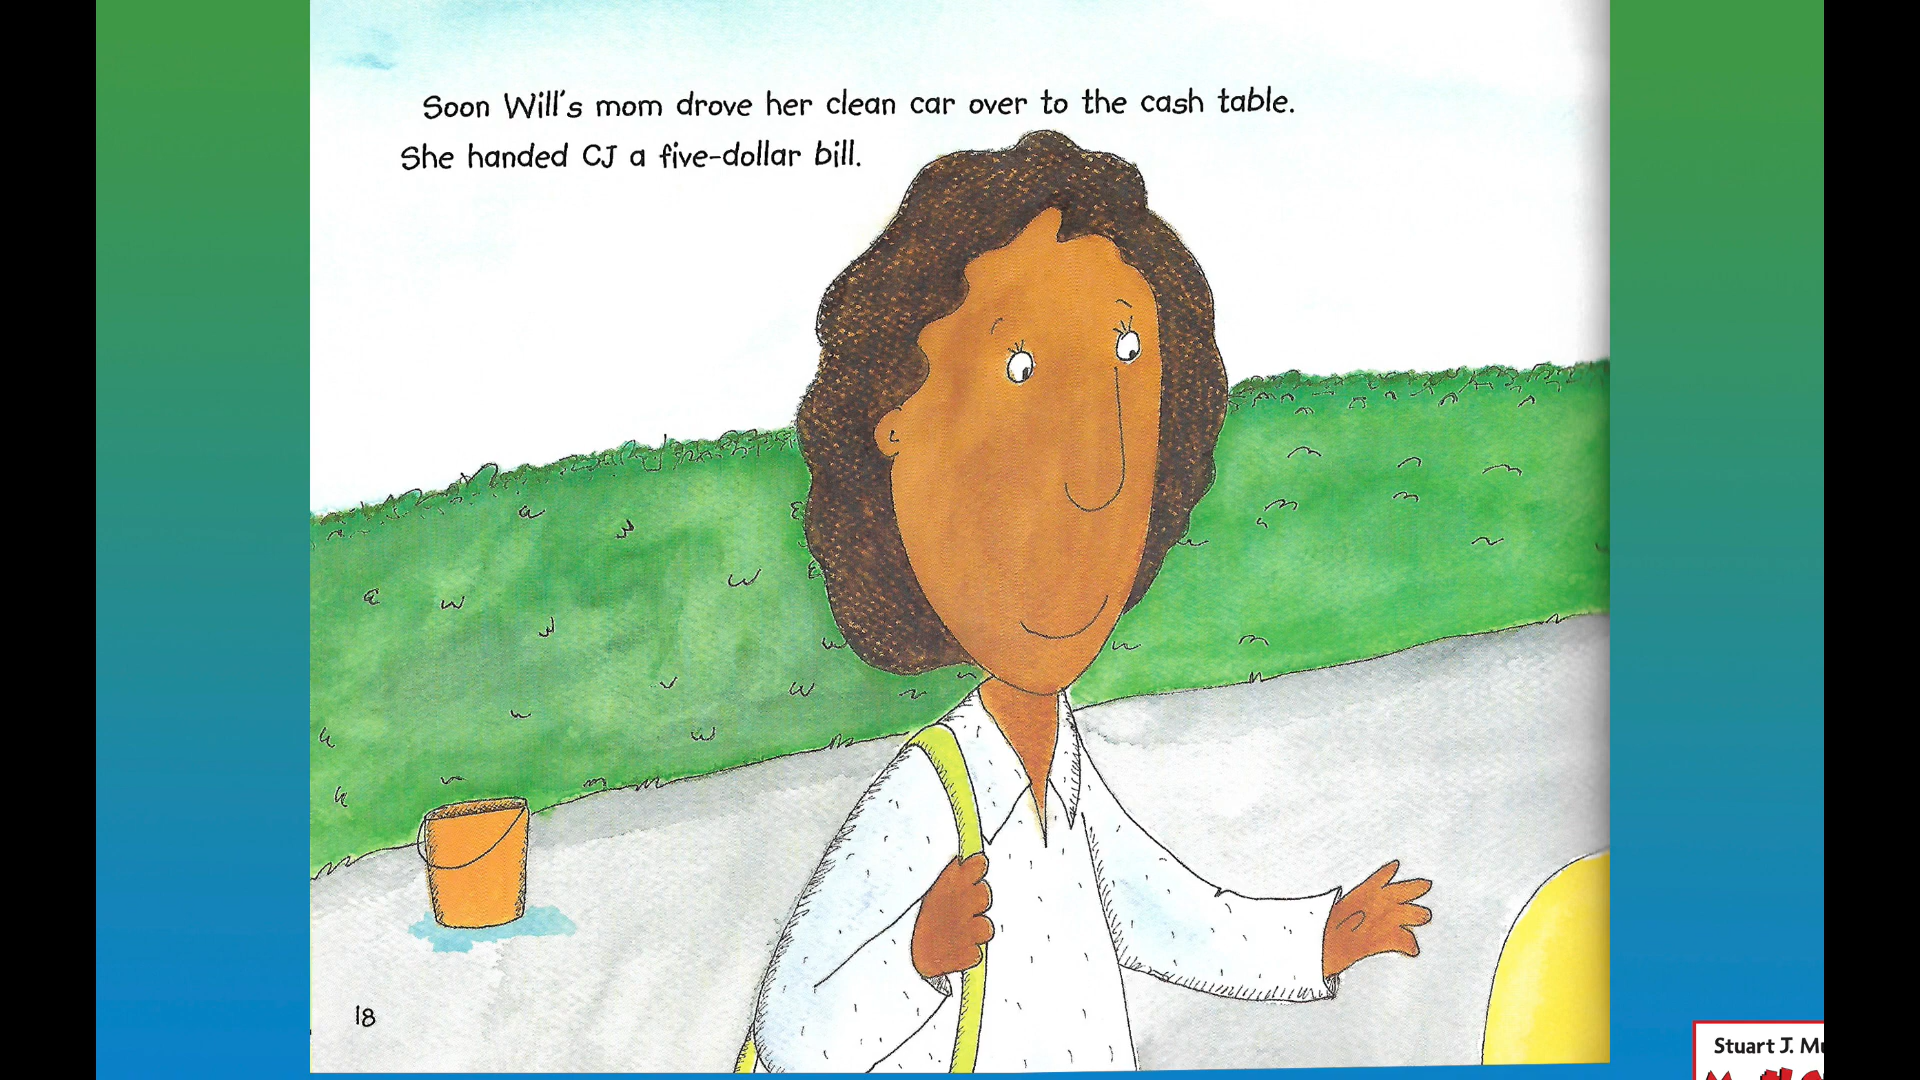 Soon Will's mom drove her clean car over to the cash table.
She handed CJ a five-dollar bill.
18
Stuart J.